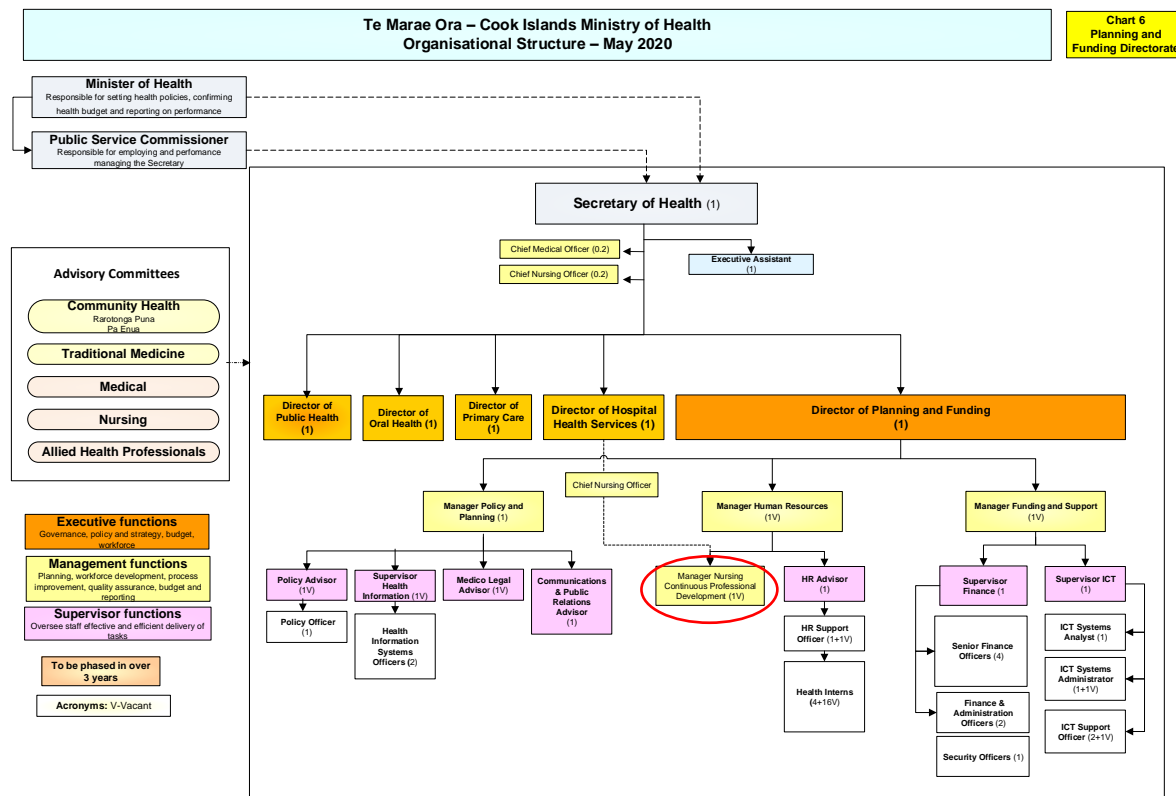 Te Marae Ora – Cook Islands Ministry of Health
Organisational Structure – May 2020
Chart 6
Planning and
Funding Directorate
Minister of Health
Responsible for setting health policies, confirming
health budget and reporting on performance
Public Service Commissioner
Responsible for employing and perfomance
managing the Secretary
Secretary of Health (1)
Chief Medical Officer (0.2)
Chief Nursing Officer (0.2)
Executive Assistant
(1)
Advisory Committees
Community Health
Rarotonga Puna
Pa Enua
Traditional Medicine
Medical
Nursing
Allied Health Professionals
Director of
Public Health
(1)
Director of
Oral Health (1)
Director of
Primary Care
(1)
Director of Hospital
Health Services (1)
Director of Planning and Funding
(1)
Chief Nursing Officer
Manager Policy and
Planning (1)
Manager Human Resources
(1V)
Manager Funding and Support
(1V)
Policy Advisor
(1V)
Policy Officer
(1)
Supervisor
Health
Information (1V)
Health
Information
Systems
Officers (2)
Medico Legal
Advisor (1V)
Communications
& Public
Relations
Advisor
(1)
Manager Nursing
Continuous Professional
Development (1V)
HR Advisor
(1)
HR Support
Officer (1+1V)
Health Interns
(4+16V)
Supervisor
Finance (1
Senior Finance
Officers (4)
Finance &
Administration
Officers (2)
Security Officers (1)
Supervisor ICT
(1)
ICT Systems
Analyst (1)
ICT Systems
Administrator
(1+1V)
ICT Support
Officer (2+1V)
Executive functions
Governance, policy and strategy, budget,
workforce
Management functions
Planning, workforce development, process
improvement, quality assurance, budget and
reporting
Supervisor functions
Oversee staff effective and efficient delivery of
tasks
To be phased in over
3 years
Acronyms: V-Vacant